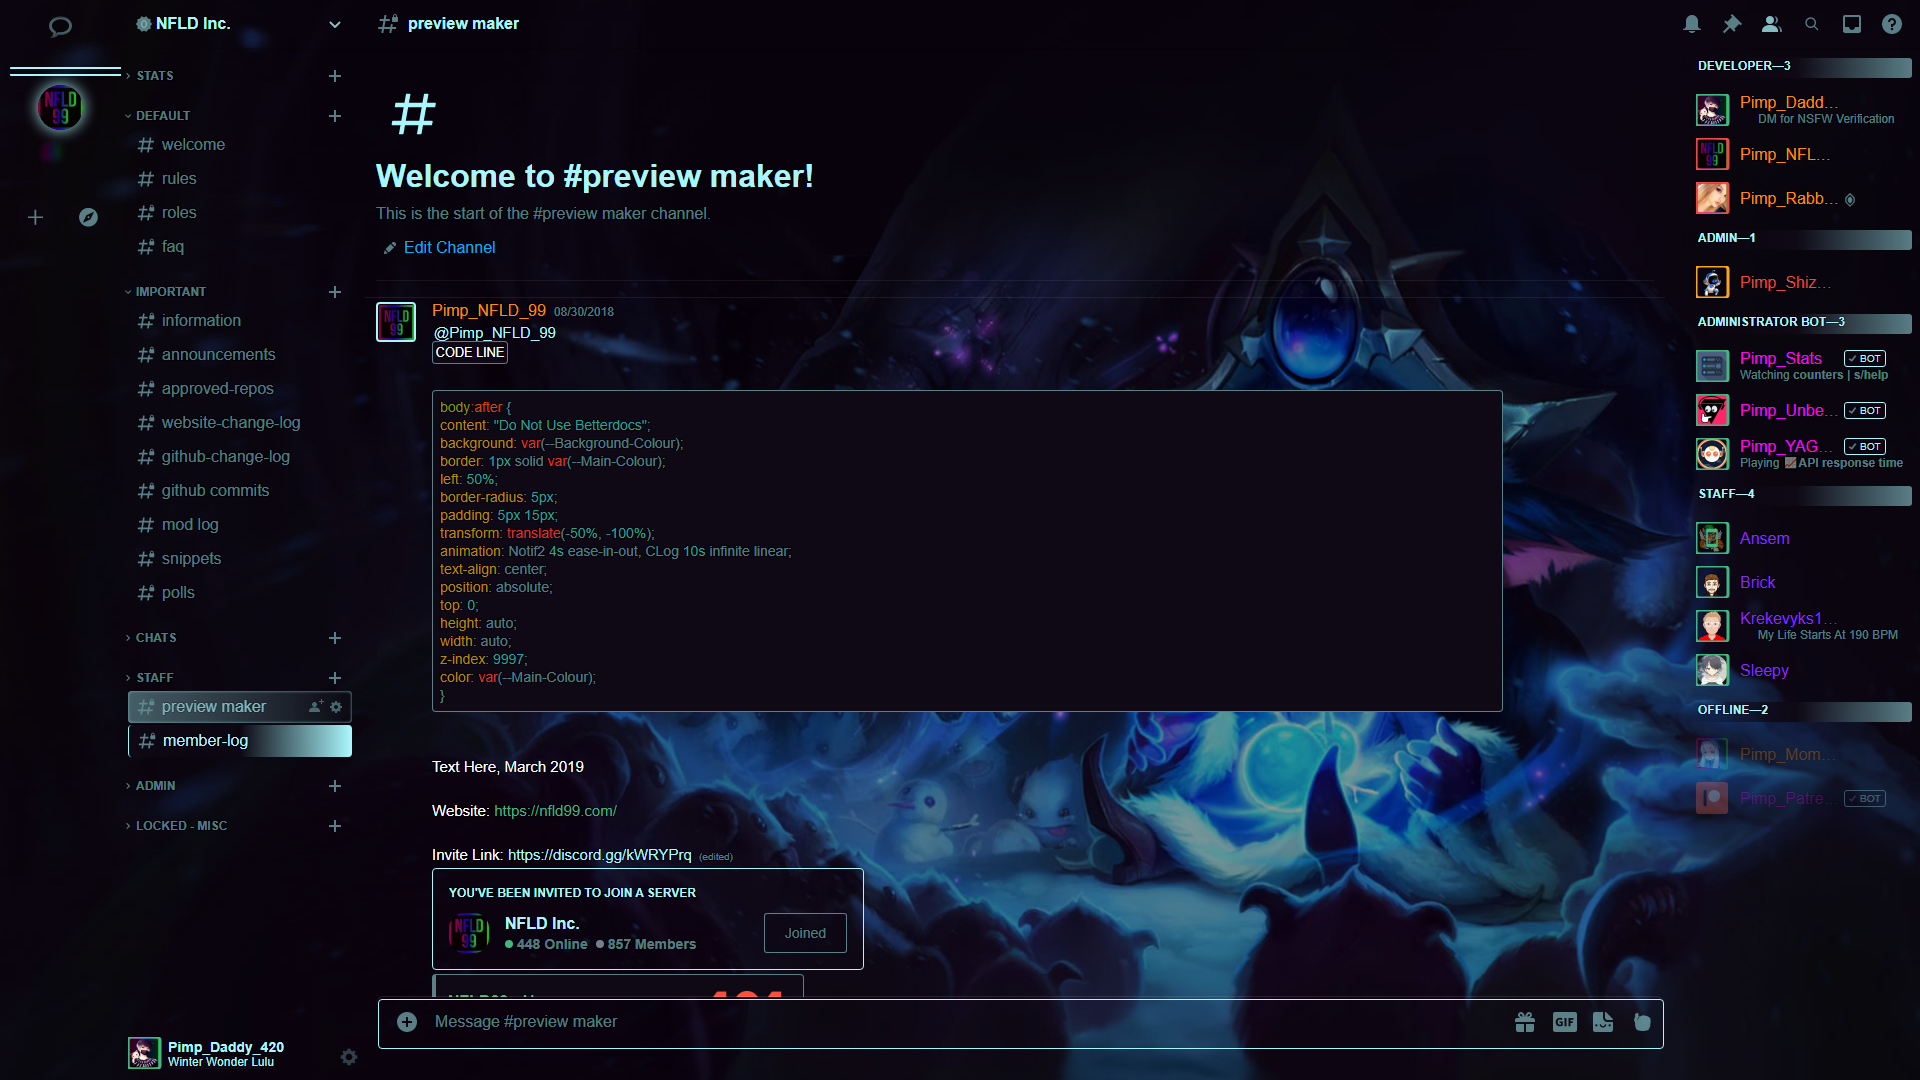 NFLD Inc.
STATS
DEFAULT
welcome
rules
roles
faq
IMPORTANT
information
announcements
approved-repos
website-change-log
github-change-log
github commits
mod log
snippets
polls
CHATS
STAFF
preview maker
member-log
ADMIN
LOCKED - MISC
Pimp_Daddy_420
Winter Wonder Lulu
NFLD
99
preview maker
Welcome to #preview maker!
This is the start of the #preview maker channel.
Edit Channel
NFLD
99
Pimp_NFLD_99 08/30/2018
@Pimp_NFLD_99
CODE LINE
body:after {
content: "Do Not Use Betterdocs";
background: var(--Background-Colour);
border: 1px solid var(--Main-Colour);
left: 50%;
border-radius: 5px;
padding: 5px 15px;
transform: translate(-50%, -100%);
animation: Notif2 4s ease-in-out, CLog 10s infinite linear;
text-align: center;
position: absolute;
top: 0;
height: auto;
width: auto;
z-index: 9997;
color: var(--Main-Colour);
}
Text Here, March 2019
Website: https://nfld99.com/
Invite Link: https://discord.gg/kWRYPrq (edited)
YOU'VE BEEN INVITED TO JOIN A SERVER
NFLD
99
NFLD Inc.
448 Online 857 Members
Joined
Message #preview maker
GIF
DEVELOPER—3
Pimp_Dadd...
DM for NSFW Verification
NFLD
99
Pimp_NFL...
Pimp_Rabb...
ADMIN—1
Pimp_Shiz...
ADMINISTRATOR BOT—3
Pimp_Stats ✓ BOT
Watching counters | s/help
Pimp_Unbe... ✓ BOT
Pimp_YAG... ✓ BOT
Playing API response time
STAFF—4
Ansem
Brick
Krekevyks1...
My Life Starts At 190 BPM
Sleepy
OFFLINE—2
Pimp_Mom...
Pimp_Patre... ✓ BOT